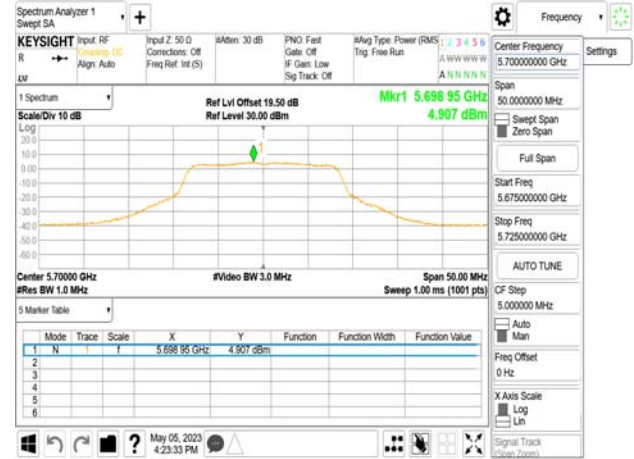 Spectrum Analyzer 1
Swept SA
Frequency
KEYSIGHT
Input: RF
Coupling: DC
Align: Auto
Input Z: 50 Ω
Corrections: Off
Freq Ref: Int (S)
#Atten: 30 dB
PNO: Fast
Gate: Off
IF Gain: Low
Sig Track: Off
#Avg Type: Power (RMS
Trig: Free Run
1 2 3 4 5 6
A W W W W W
A N N N N N
R
1 Spectrum
Scale/Div 10 dB
Log
Ref Lvl Offset 19.50 dB
Ref Level 30.00 dBm
Mkr1 5.698 95 GHz
4.907 dBm
20.0
10.0
0.00
-10.0
-20.0
-30.0
-40.0
-50.0
-60.0
1
Center 5.70000 GHz
#Res BW 1.0 MHz
#Video BW 3.0 MHz
Span 50.00 MHz
Sweep 1.00 ms (1001 pts)
5 Marker Table
Mode Trace Scale X Y Function Function Width Function Value
1 N 1 f 5.698 95 GHz 4.907 dBm
2
3
4
5
6
May 05, 2023
4:23:33 PM
Center Frequency
5.700000000 GHz
Settings
Span
50.0000000 MHz
Swept Span
Zero Span
Full Span
Start Freq
5.675000000 GHz
Stop Freq
5.725000000 GHz
AUTO TUNE
CF Step
5.000000 MHz
Auto
Man
Freq Offset
0 Hz
X Axis Scale
Log
Lin
Signal Track
(Span Zoom)